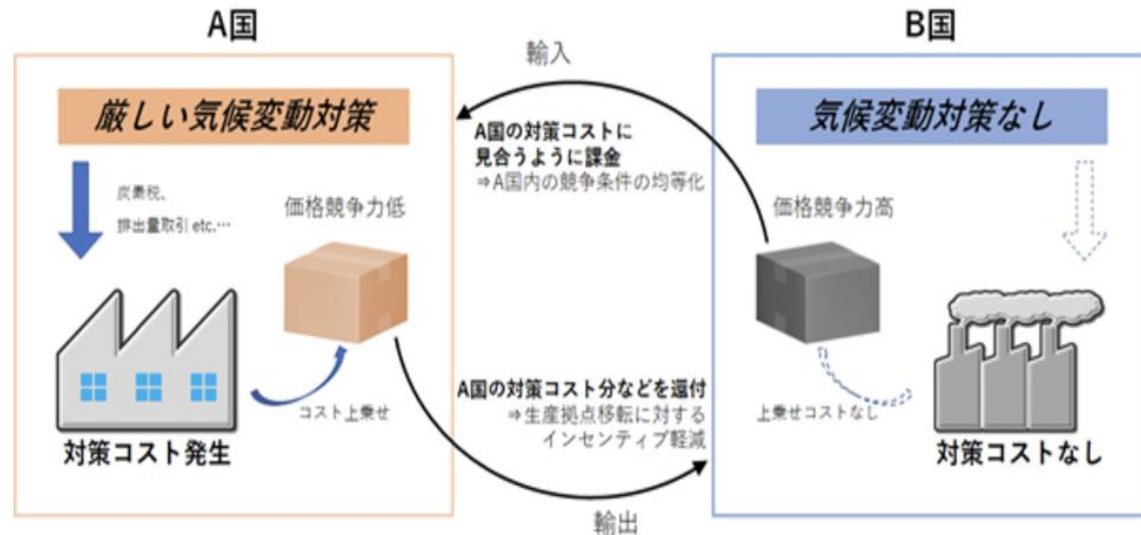 A国
B国
輸入
厳しい気候変動対策
気候変動対策なし
A国の対策コストに
見合うように課金
⇒A国内の競争条件の均等化
炭素税、
排出量取引 etc.…
価格競争力低
価格競争力高
A国の対策コスト分などを還付
⇒生産拠点移転に対する
インセンティブ軽減
コスト上乗せ
上乗せコストなし
対策コスト発生
対策コストなし
輸出